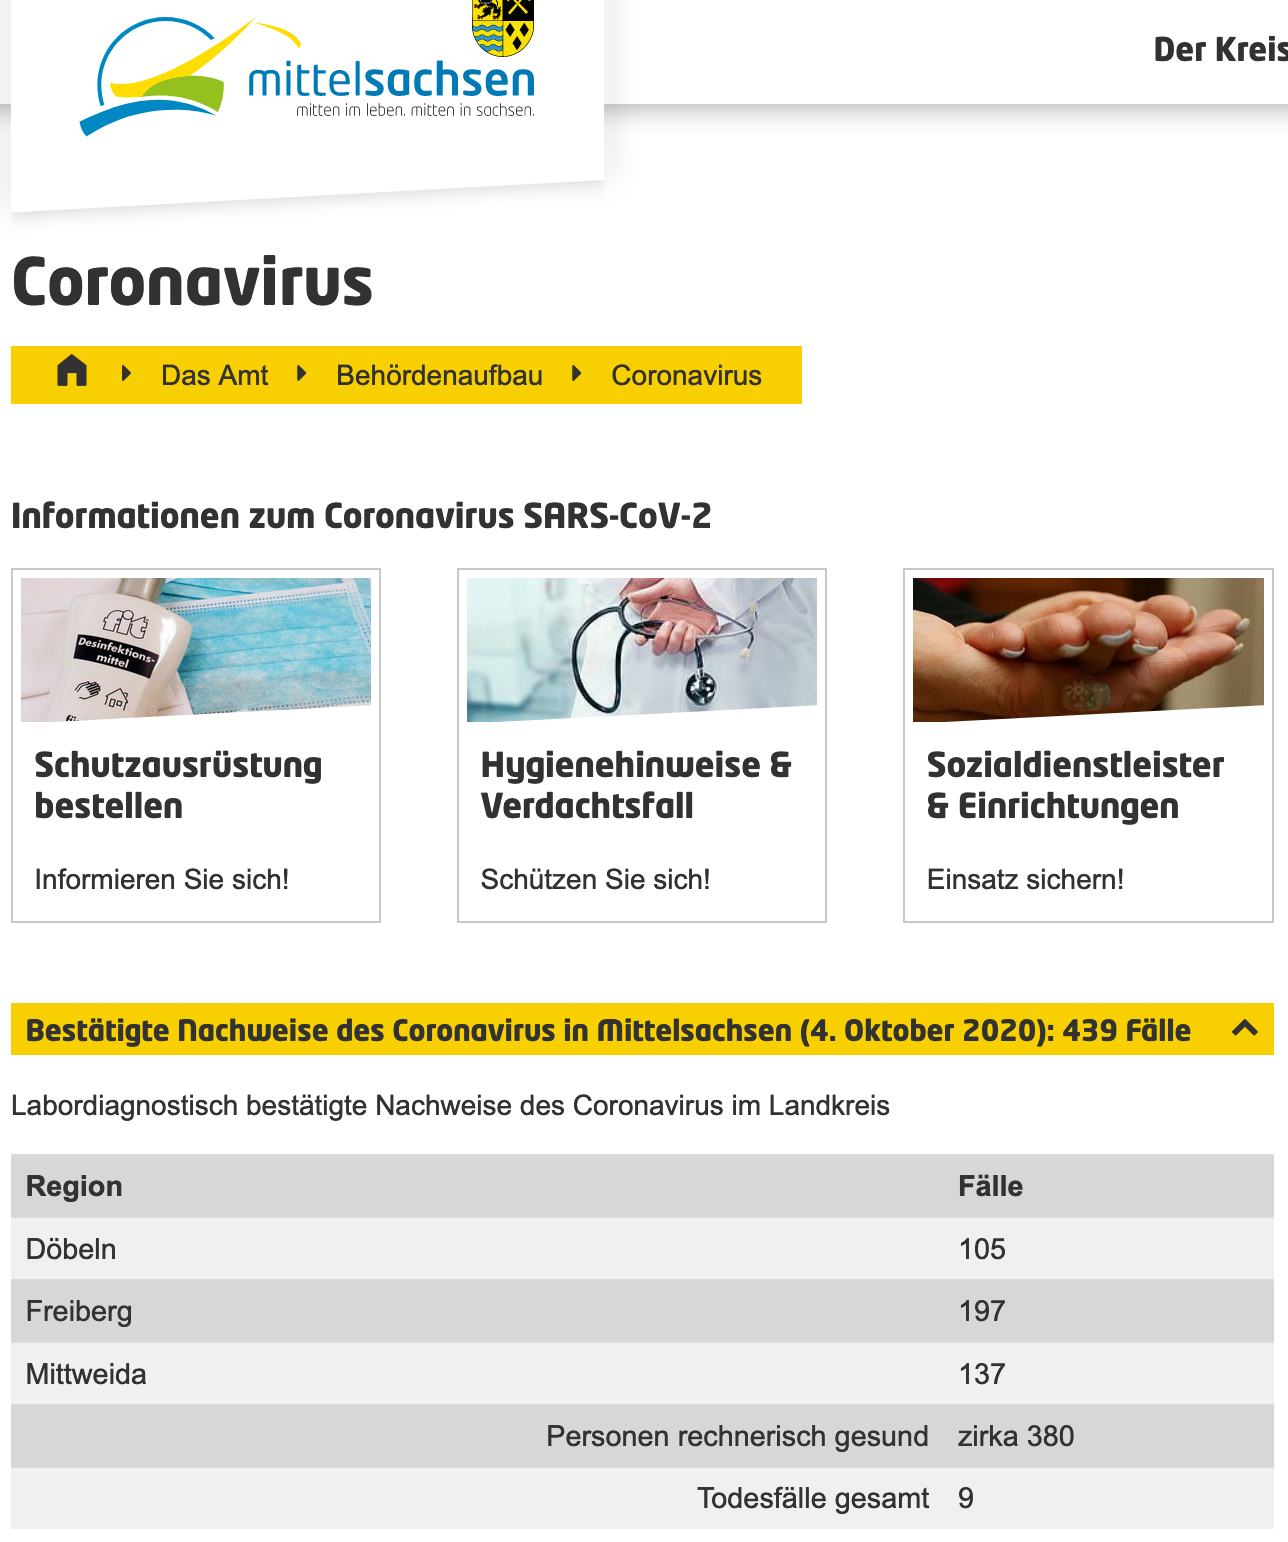 mittelsachsen
mitten im leben. mitten in sachsen.
Der Kreis
Coronavirus
Das Amt
Behördenaufbau
Coronavirus
Informationen zum Coronavirus SARS-CoV-2
fit
Desinfektions-
mittel
Schutzausrüstung
bestellen
Informieren Sie sich!
Hygienehinweise &
Verdachtsfall
Schützen Sie sich!
Sozialdienstleister
& Einrichtungen
Einsatz sichern!
Bestätigte Nachweise des Coronavirus in Mittelsachsen (4. Oktober 2020): 439 Fälle
Labordiagnostisch bestätigte Nachweise des Coronavirus im Landkreis
Region Fälle
Döbeln 105
Freiberg 197
Mittweida 137
Personen rechnerisch gesund zirka 380
Todesfälle gesamt 9